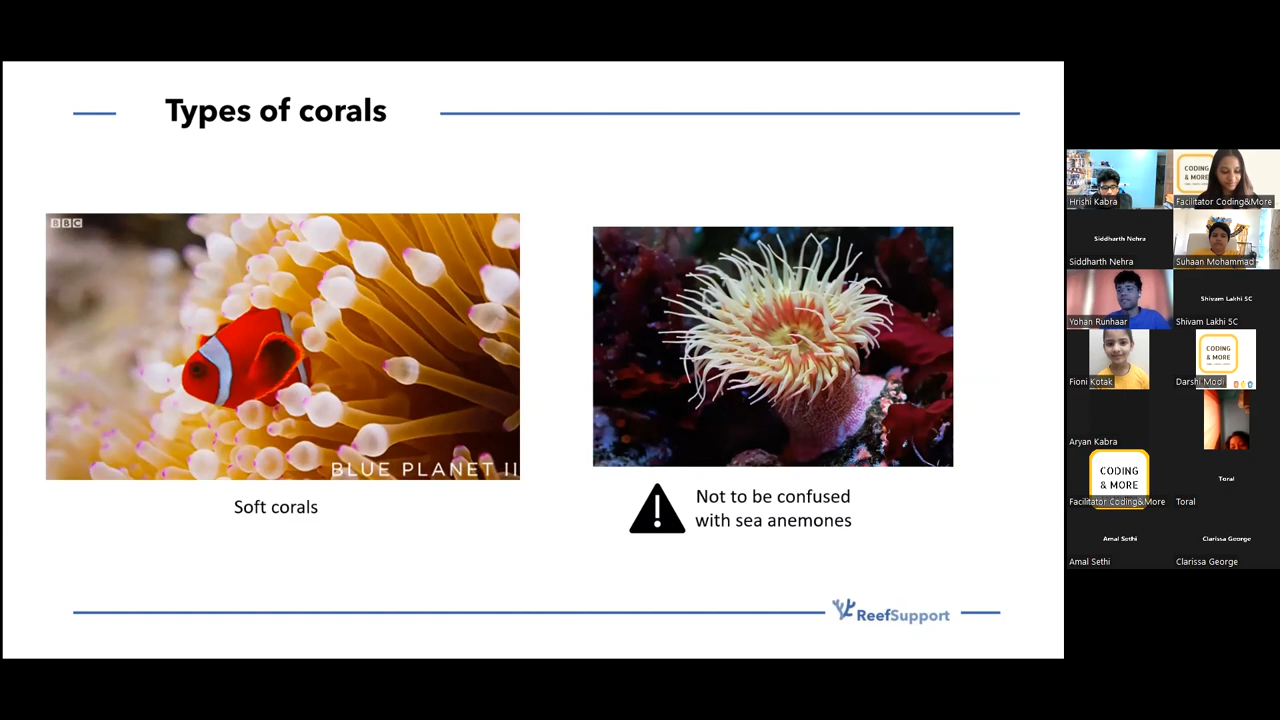 Types of corals
BBC
BLUE PLANET II
Soft corals
Not to be confused
with sea anemones
ReefSupport
CODING
& MORE
Hrishi Kabra
Facilitator Coding&More
Siddharth Nehra
Siddharth Nehra
Suhaan Mohammad
Yohan Runhaar
Shivam Lakhi SC
Shivam Lakhi SC
Fioni Kotak
CODING
& MORE
Darshi Modi
Aryan Kabra
CODING
& MORE
Facilitator Coding&More
Toral
Toral
Amal Sethi
Amal Sethi
Clarissa George
Clarissa George